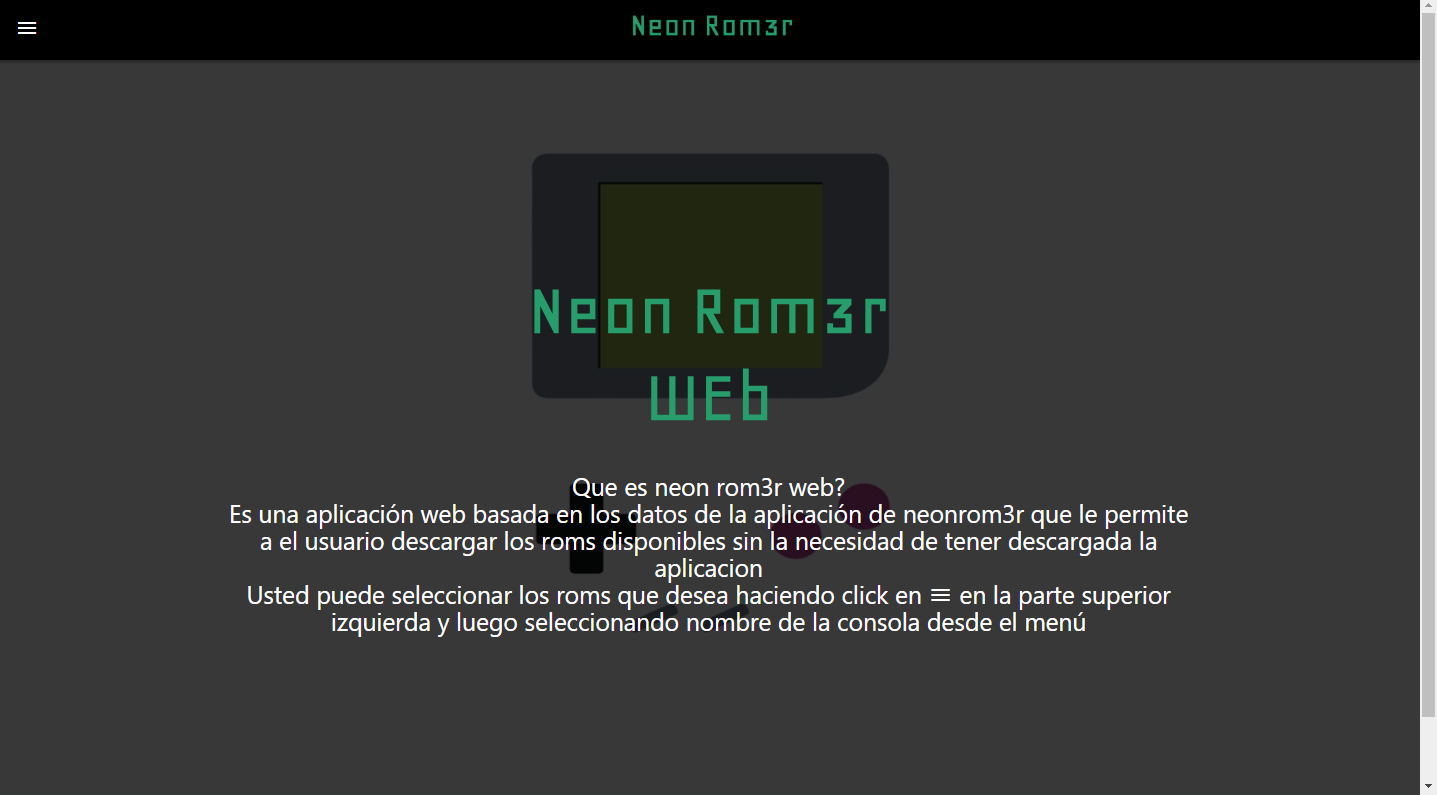 Neon Rom3r
Neon Rom3r
WEb
Que es neon rom3r web?
Es una aplicación web basada en los datos de la aplicación de neonrom3r que le permite
a el usuario descargar los roms disponibles sin la necesidad de tener descargada la
aplicacion
Usted puede seleccionar los roms que desea haciendo click en ≡ en la parte superior
izquierda y luego seleccionando nombre de la consola desde el menú